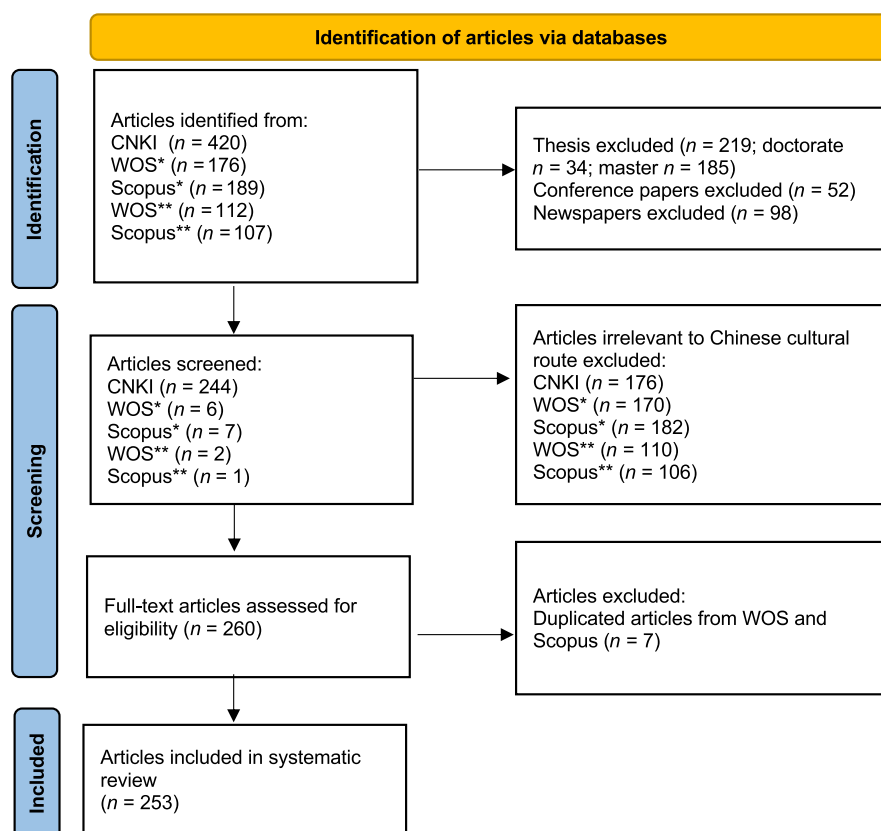 Identification of articles via databases
Identification
Articles identified from:
CNKI (n = 420)
WOS* (n = 176)
Scopus* (n = 189)
WOS** (n = 112)
Scopus** (n = 107)
Thesis excluded (n = 219; doctorate
n = 34; master n = 185)
Conference papers excluded (n = 52)
Newspapers excluded (n = 98)
Screening
Articles screened:
CNKI (n = 244)
WOS* (n = 6)
Scopus* (n = 7)
WOS** (n = 2)
Scopus** (n = 1)
Articles irrelevant to Chinese cultural
route excluded:
CNKI (n = 176)
WOS* (n = 170)
Scopus* (n = 182)
WOS** (n = 110)
Scopus** (n = 106)
Full-text articles assessed for
eligibility (n = 260)
Articles excluded:
Duplicated articles from WOS and
Scopus (n = 7)
Included
Articles included in systematic
review
(n = 253)